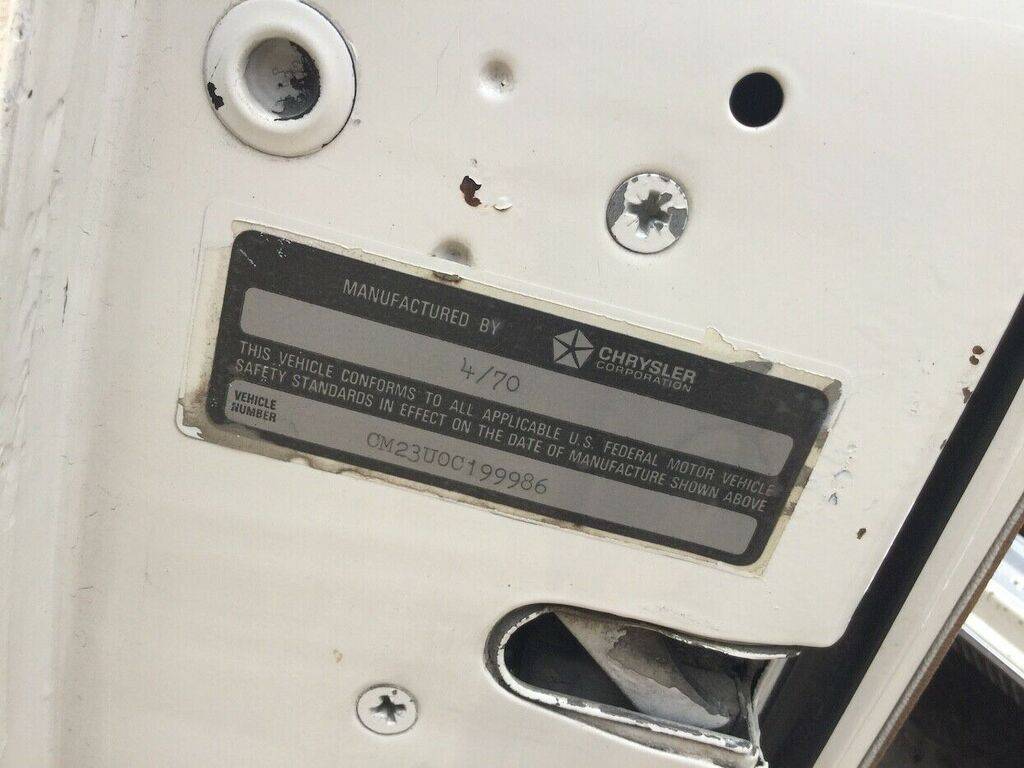 MANUFACTURED BY CHRYSLER
CORPORATION
4/70
THIS VEHICLE CONFORMS TO ALL APPLICABLE U.S. FEDERAL MOTOR VEHICLE
SAFETY STANDARDS IN EFFECT ON THE DATE OF MANUFACTURE SHOWN ABOVE
VEHICLE
NUMBER
CM23U0C199986